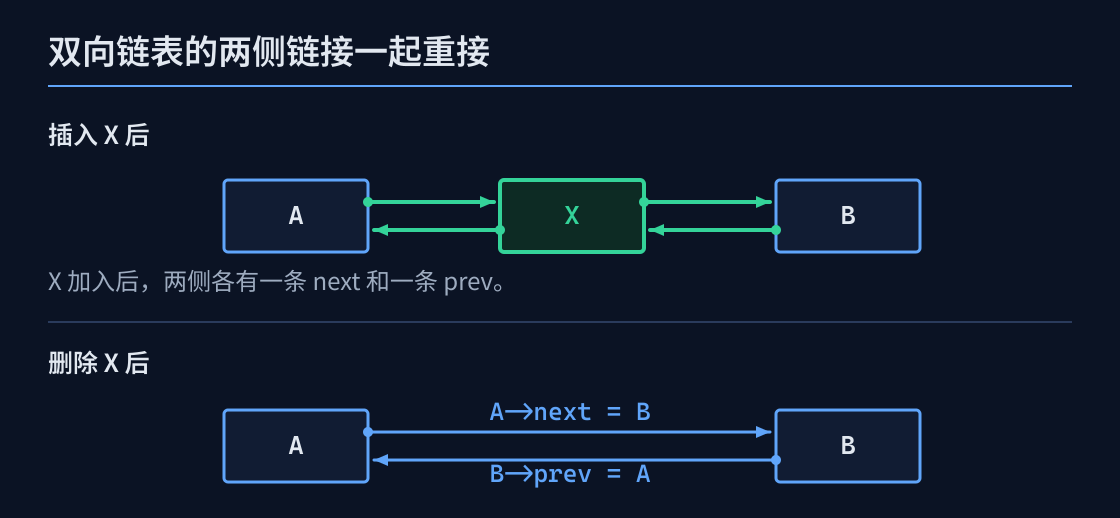 双向链表的两侧链接一起重接
插入 X 后
A
X
B
X 加入后，两侧各有一条 next 和一条 prev。
删除 X 后
A->next = B
A
B
B->prev = A